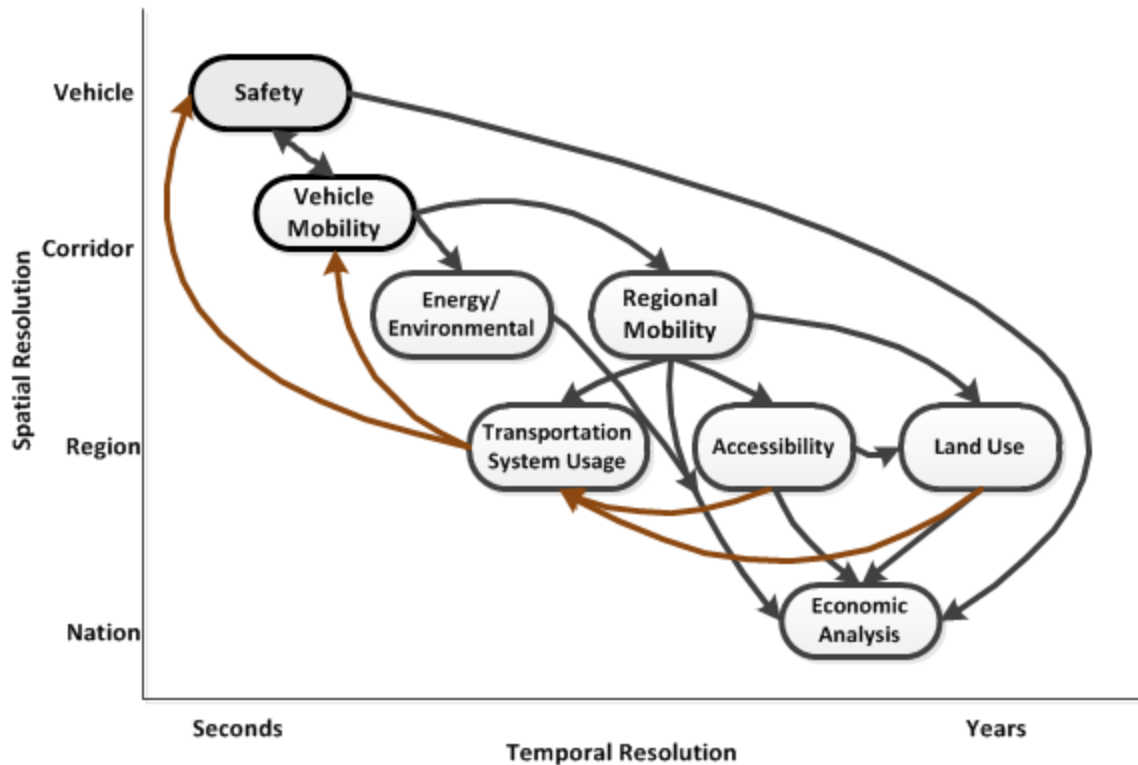 Vehicle
Safety
Vehicle
Mobility
Corridor
Energy/
Environmental
Regional
Mobility
Spatial Resolution
Region
Transportation
System Usage
Accessibility
Land Use
Nation
Economic
Analysis
Seconds
Years
Temporal Resolution